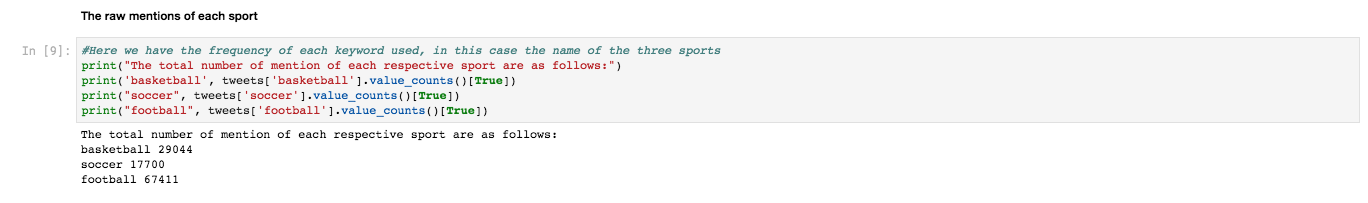 The raw mentions of each sport
In [9]: #Here we have the frequency of each keyword used, in this case the name of the three sports
print("The total number of mention of each respective sport are as follows:")
print('basketball', tweets['basketball'].value_counts()[True])
print("soccer", tweets['soccer'].value_counts()[True])
print("football", tweets['football'].value_counts()[True])
The total number of mention of each respective sport are as follows:
basketball 29044
soccer 17700
football 67411